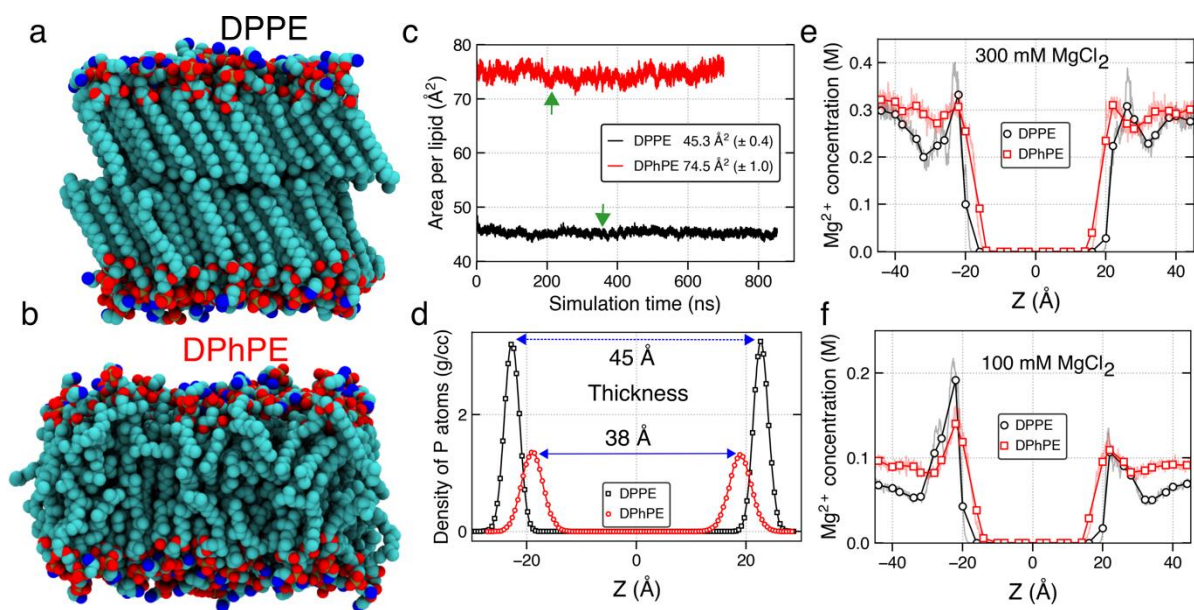 a
DPPE
b
DPhPE
c
80
70
60
50
40
Area per lipid (Å²)
DPPE 45.3 Å² (± 0.4)
DPhPE 74.5 Å² (± 1.0)
0 200 400 600 800
Simulation time (ns)
d
2
0
Density of P atoms (g/cc)
45 Å
Thickness
38 Å
DPPE
DPhPE
−20 0 20
Z (Å)
e
300 mM MgCl₂
0.4
0.3
0.2
0.1
0.0
Mg²⁺ concentration (M)
DPPE
DPhPE
−40 −20 0 20 40
Z (Å)
f
100 mM MgCl₂
0.2
0.1
0.0
Mg²⁺ concentration (M)
DPPE
DPhPE
−40 −20 0 20 40
Z (Å)